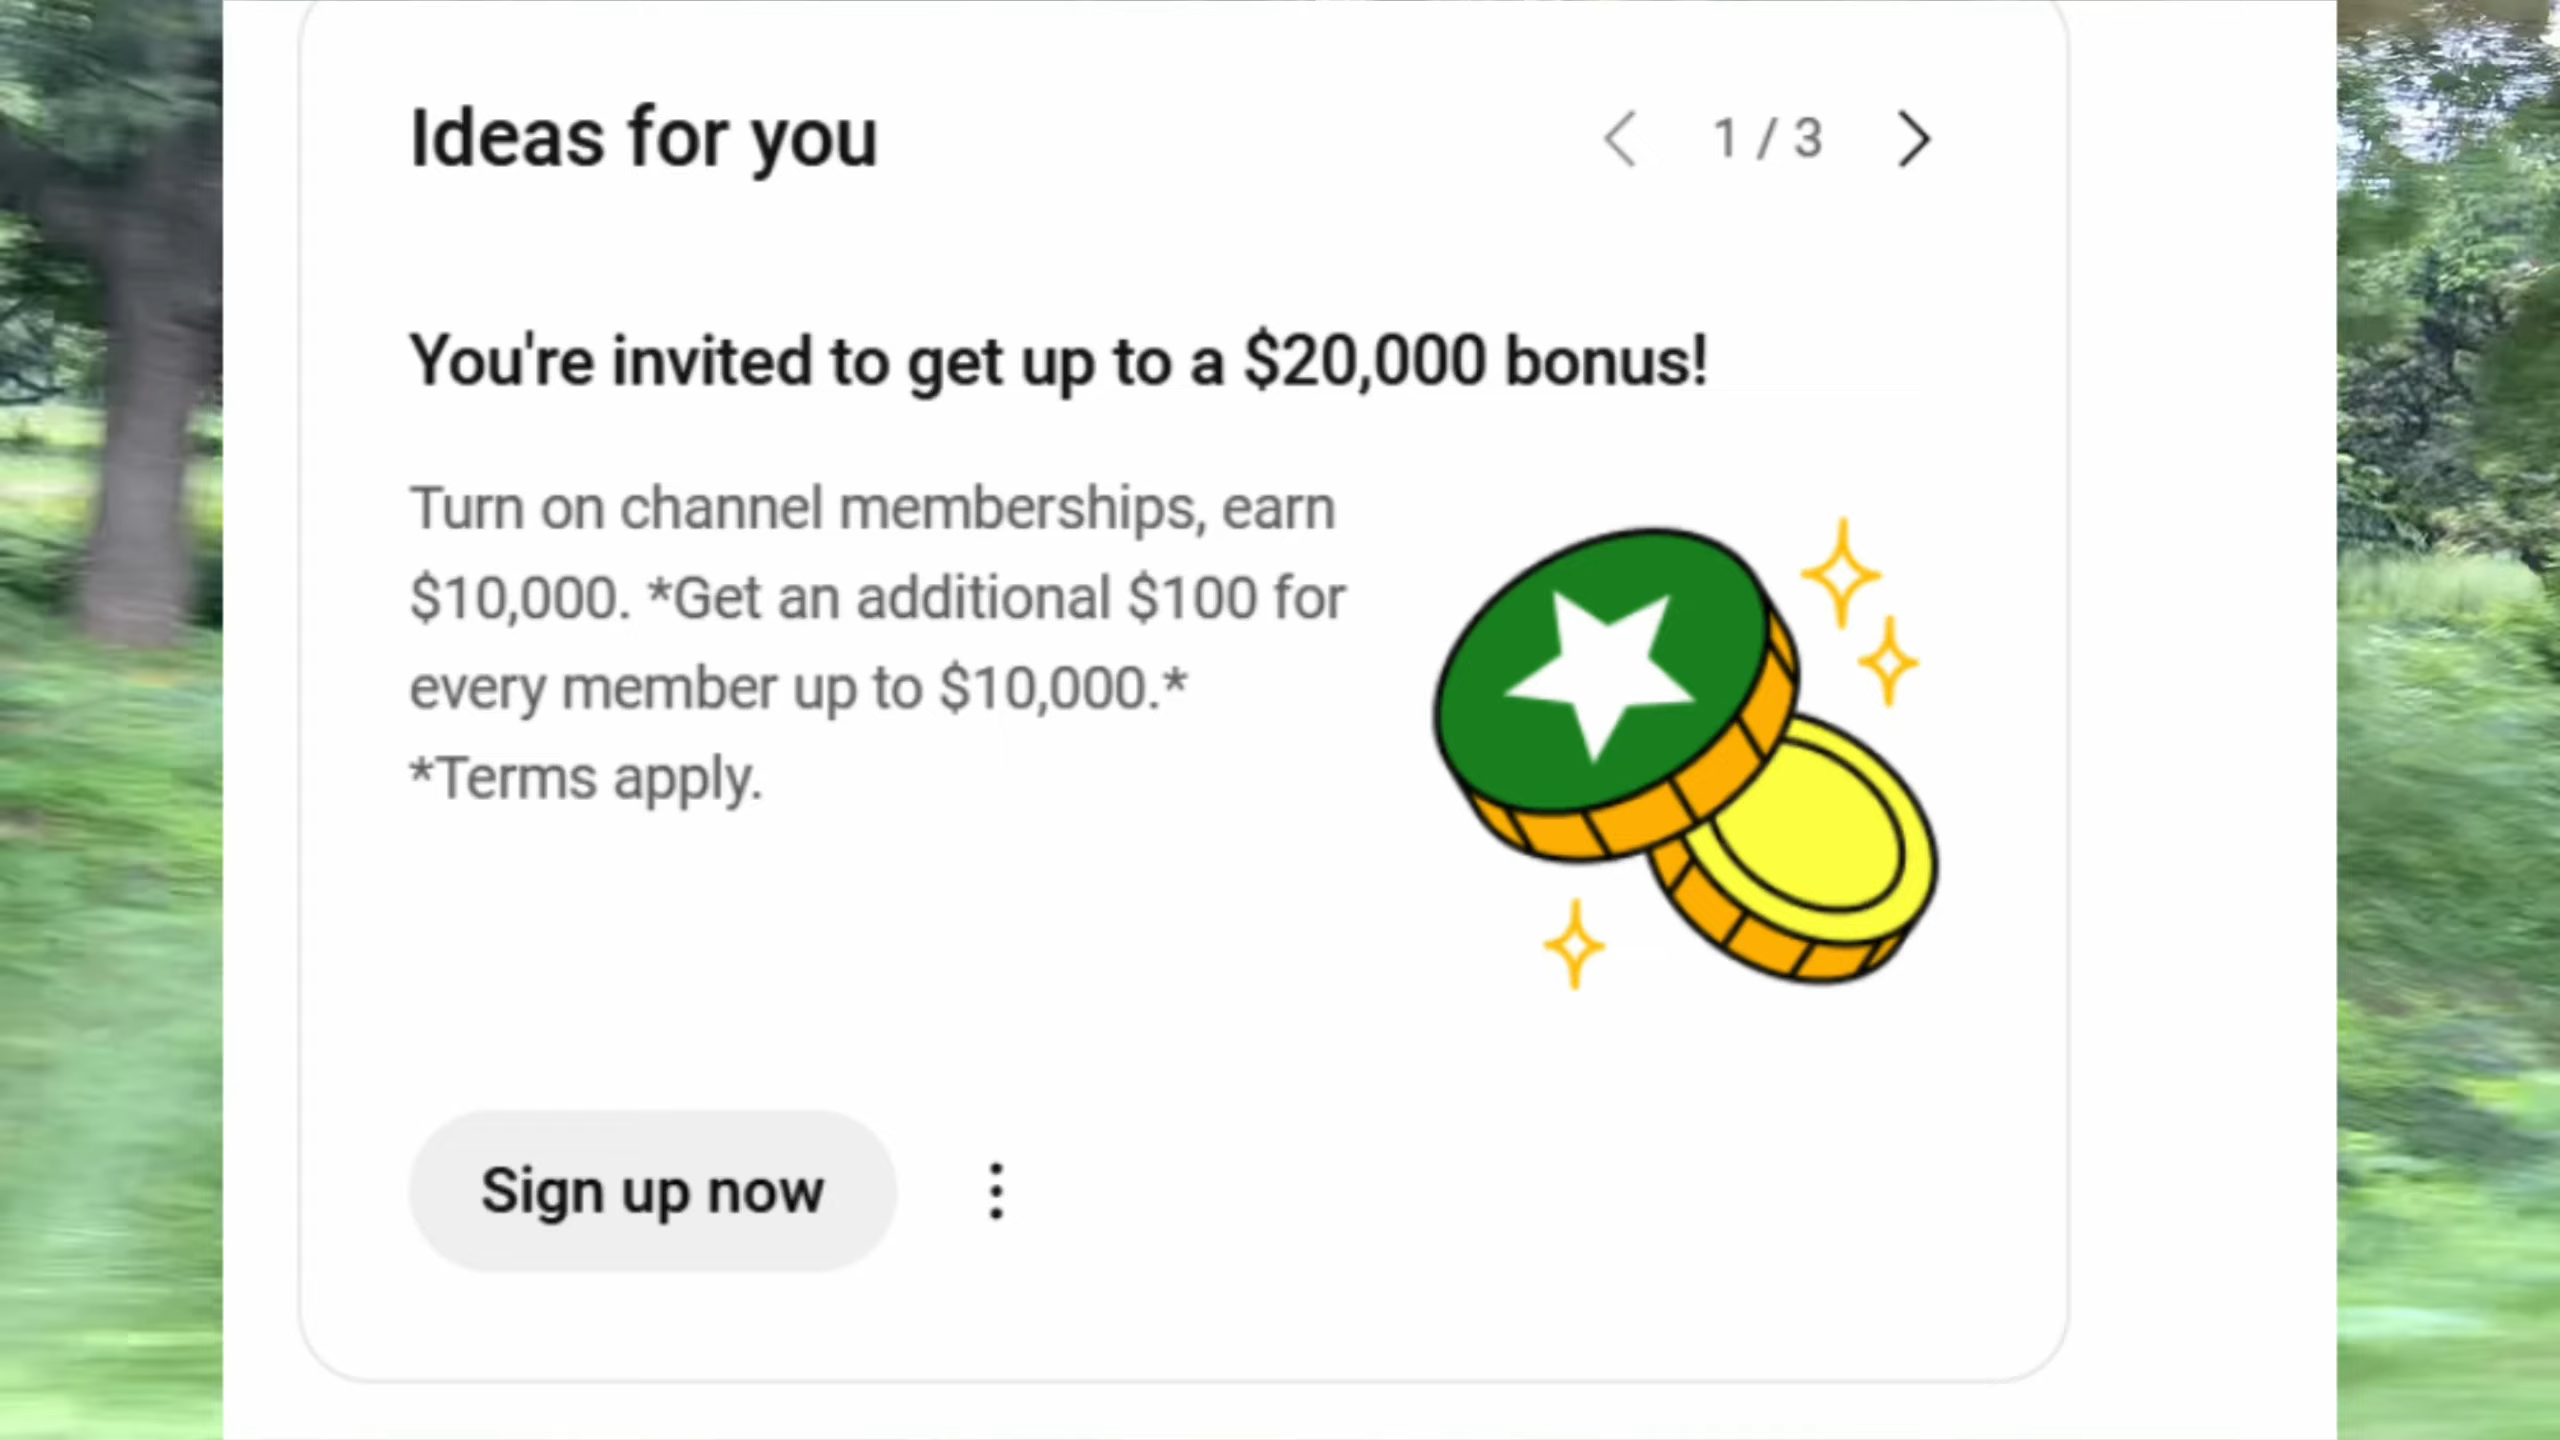 Ideas for you
1 / 3
You're invited to get up to a $20,000 bonus!
Turn on channel memberships, earn
$10,000. *Get an additional $100 for
every member up to $10,000.*
*Terms apply.
Sign up now